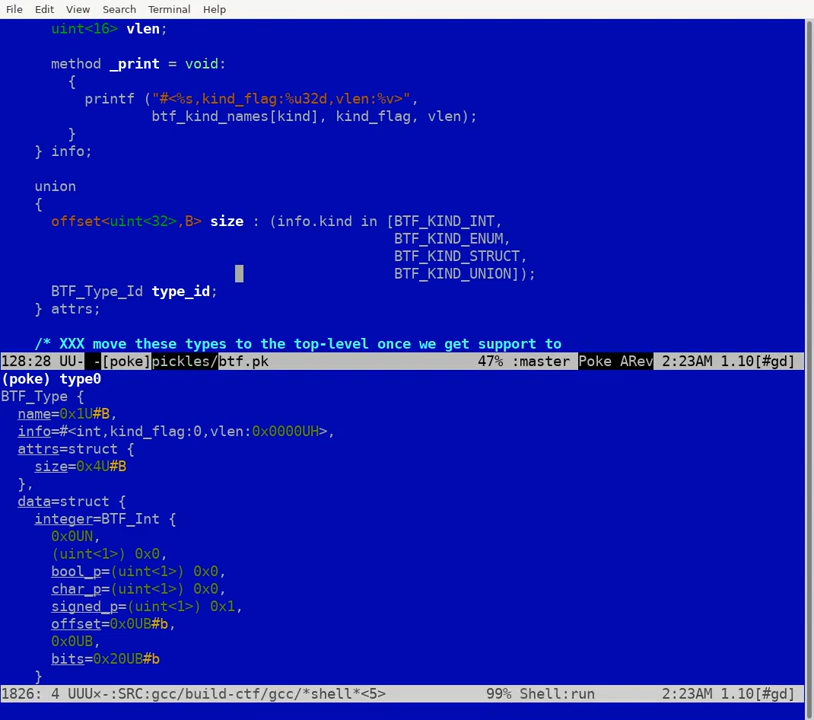 File Edit View Search Terminal Help
uint<16> vlen;
method _print = void:
{
printf ("#<%s,kind_flag:%u32d,vlen:%v>",
btf_kind_names[kind], kind_flag, vlen);
}
} info;
union
{
offset<uint<32>,B> size : (info.kind in [BTF_KIND_INT,
BTF_KIND_ENUM,
BTF_KIND_STRUCT,
BTF_KIND_UNION]);
BTF_Type_Id type_id;
} attrs;
/* XXX move these types to the top-level once we get support to
128:28 UU- -[poke]pickles/btf.pk 47% :master Poke ARev 2:23AM 1.10[#gd]
(poke) type0
BTF_Type {
name=0x1U#B,
info=#<int,kind_flag:0,vlen:0x0000UH>,
attrs=struct {
size=0x4U#B
},
data=struct {
integer=BTF_Int {
0x0UN,
(uint<1>) 0x0,
bool_p=(uint<1>) 0x0,
char_p=(uint<1>) 0x0,
signed_p=(uint<1>) 0x1,
offset=0x0UB#b,
0x0UB,
bits=0x20UB#b
}
1826: 4 UUU×-:SRC:gcc/build-ctf/gcc/*shell*<5> 99% Shell:run 2:23AM 1.10[#gd]